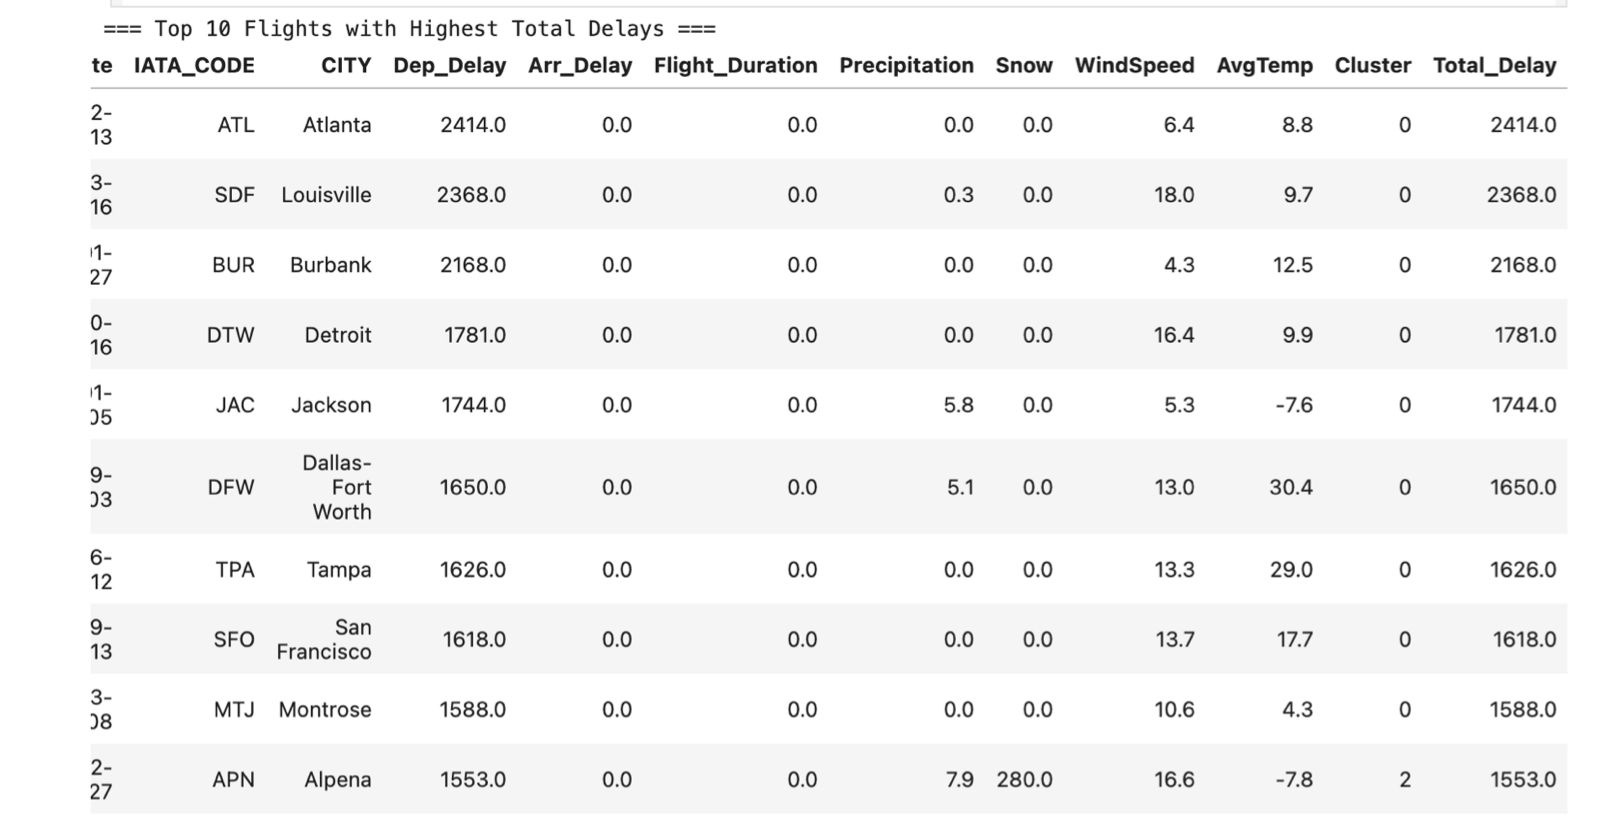 === Top 10 Flights with Highest Total Delays ===
te IATA_CODE CITY Dep_Delay Arr_Delay Flight_Duration Precipitation Snow WindSpeed AvgTemp Cluster Total_Delay
2-
13 ATL Atlanta 2414.0 0.0 0.0 0.0 0.0 6.4 8.8 0 2414.0
3-
16 SDF Louisville 2368.0 0.0 0.0 0.3 0.0 18.0 9.7 0 2368.0
1-
27 BUR Burbank 2168.0 0.0 0.0 0.0 0.0 4.3 12.5 0 2168.0
0-
16 DTW Detroit 1781.0 0.0 0.0 0.0 0.0 16.4 9.9 0 1781.0
1-
05 JAC Jackson 1744.0 0.0 0.0 5.8 0.0 5.3 -7.6 0 1744.0
9-
03 DFW Dallas-
Fort
Worth 1650.0 0.0 0.0 5.1 0.0 13.0 30.4 0 1650.0
6-
12 TPA Tampa 1626.0 0.0 0.0 0.0 0.0 13.3 29.0 0 1626.0
9-
13 SFO San
Francisco 1618.0 0.0 0.0 0.0 0.0 13.7 17.7 0 1618.0
3-
08 MTJ Montrose 1588.0 0.0 0.0 0.0 0.0 10.6 4.3 0 1588.0
2-
27 APN Alpena 1553.0 0.0 0.0 7.9 280.0 16.6 -7.8 2 1553.0